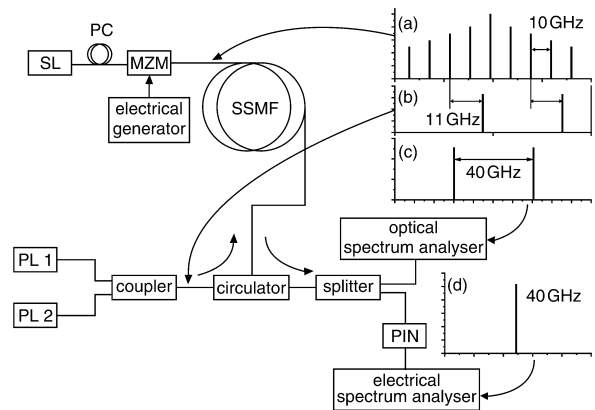 (a)
PC
10 GHz
SL
MZM
SSMF
electrical
generator
(b)
11 GHz
(c)
40 GHz
optical
spectrum analyser
PL 1
coupler
circulator
splitter
(d)
40 GHz
PL 2
PIN
electrical
spectrum analyser